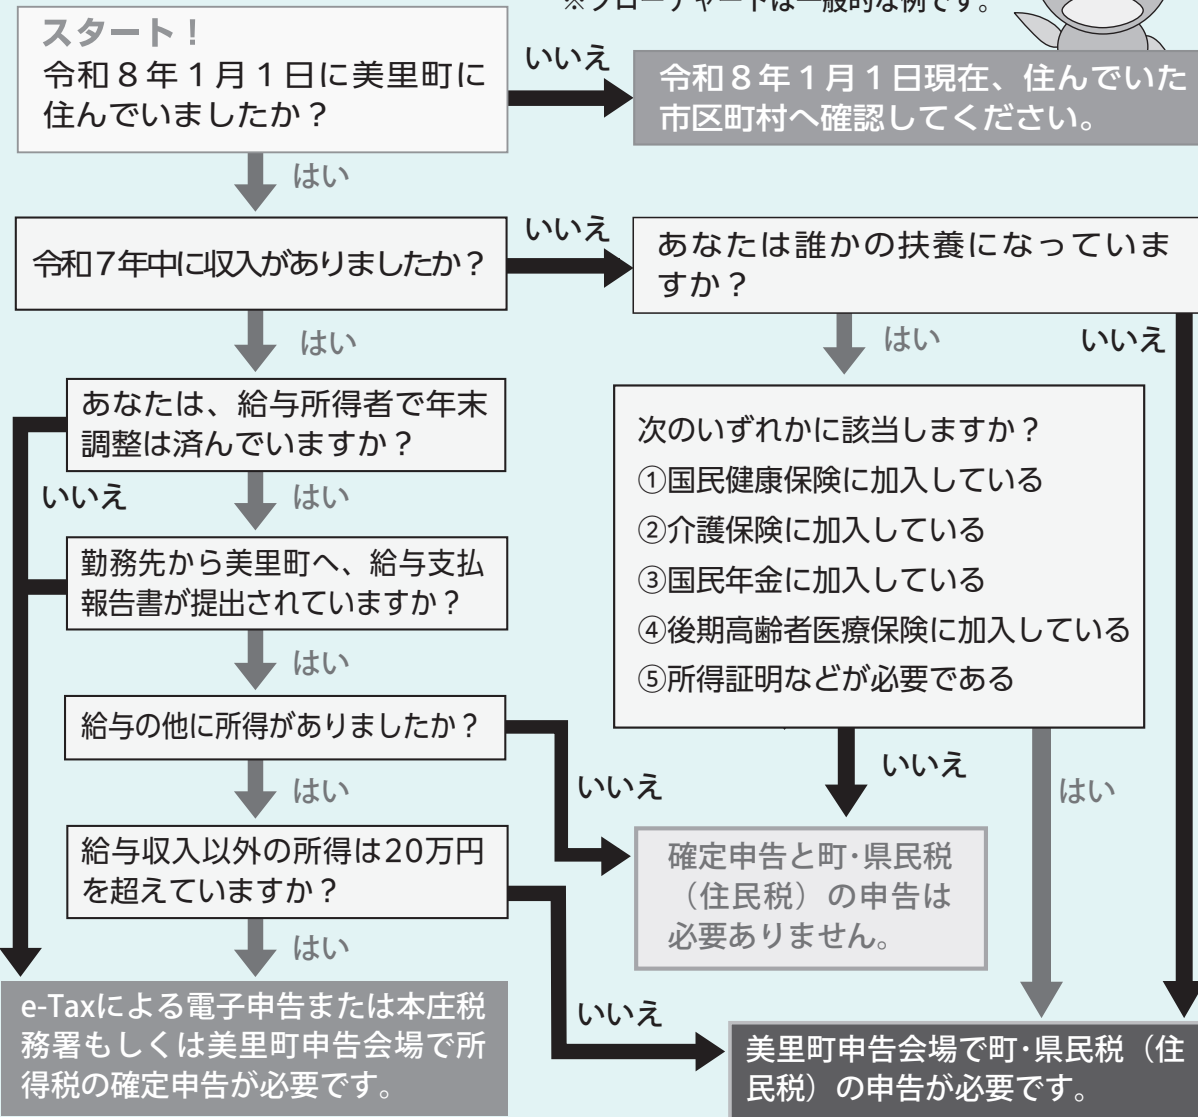 ※フローチャートは一般的な例です。
スタート！
令和８年１月１日に美里町に
住んでいましたか？
いいえ
令和８年１月１日現在、住んでいた
市区町村へ確認してください。
はい
令和７年中に収入がありましたか？
いいえ
あなたは誰かの扶養になっていま
すか？
はい
はい
いいえ
あなたは、給与所得者で年末
調整は済んでいますか？
いいえ
はい
次のいずれかに該当しますか？
①国民健康保険に加入している
②介護保険に加入している
③国民年金に加入している
④後期高齢者医療保険に加入している
⑤所得証明などが必要である
勤務先から美里町へ、給与支払
報告書が提出されていますか？
はい
給与の他に所得がありましたか？
はい
いいえ
いいえ
はい
給与収入以外の所得は20万円
を超えていますか？
確定申告と町･県民税
（住民税）の申告は
必要ありません。
はい
いいえ
e-Taxによる電子申告または本庄税
務署もしくは美里町申告会場で所
得税の確定申告が必要です。
美里町申告会場で町･県民税（住
民税）の申告が必要です。